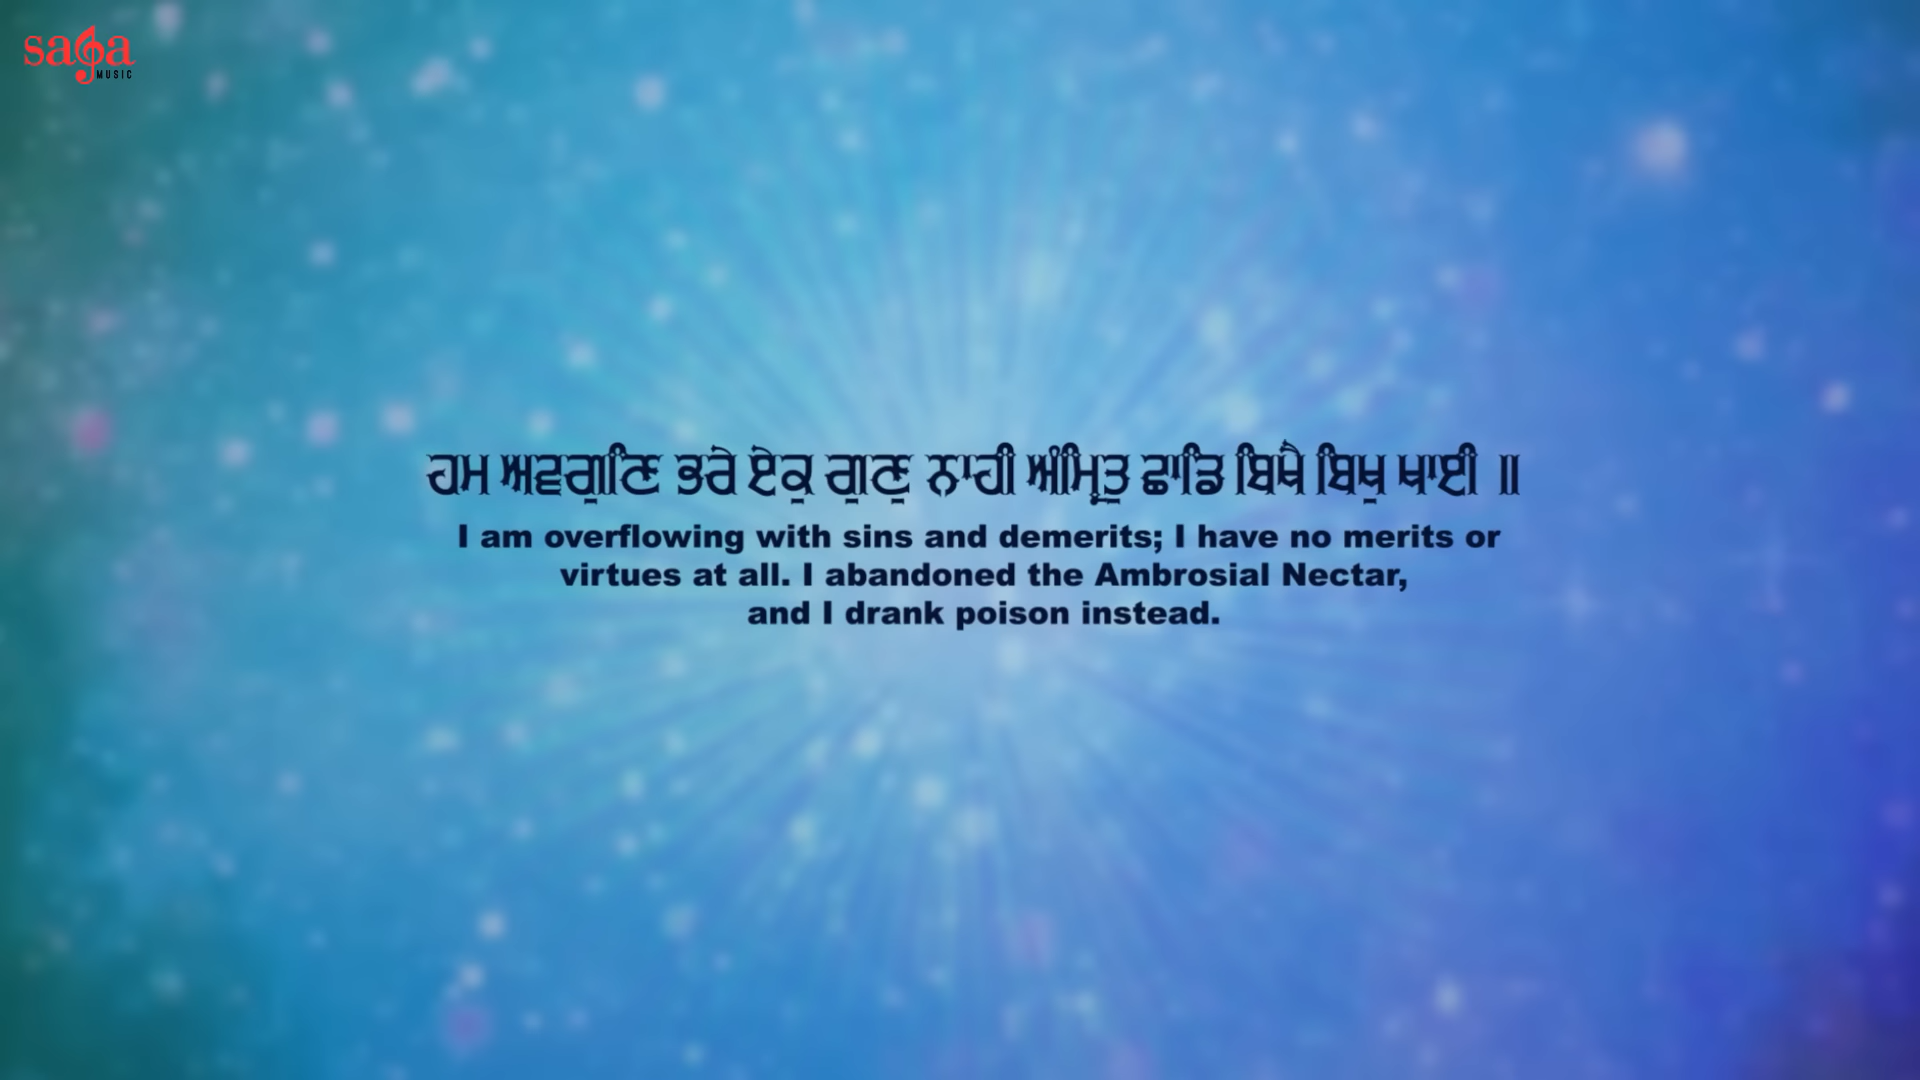 saga
MUSIC
ਹਮ ਅਵਗੁਣਿ ਭਰੇ ਏਕੁ ਗੁਣੁ ਨਾਹੀ ਅੰਮ੍ਰਿਤੁ ਛਾਡਿ ਬਿਖੈ ਬਿਖੁ ਖਾਈ ॥
I am overflowing with sins and demerits; I have no merits or
virtues at all. I abandoned the Ambrosial Nectar,
and I drank poison instead.